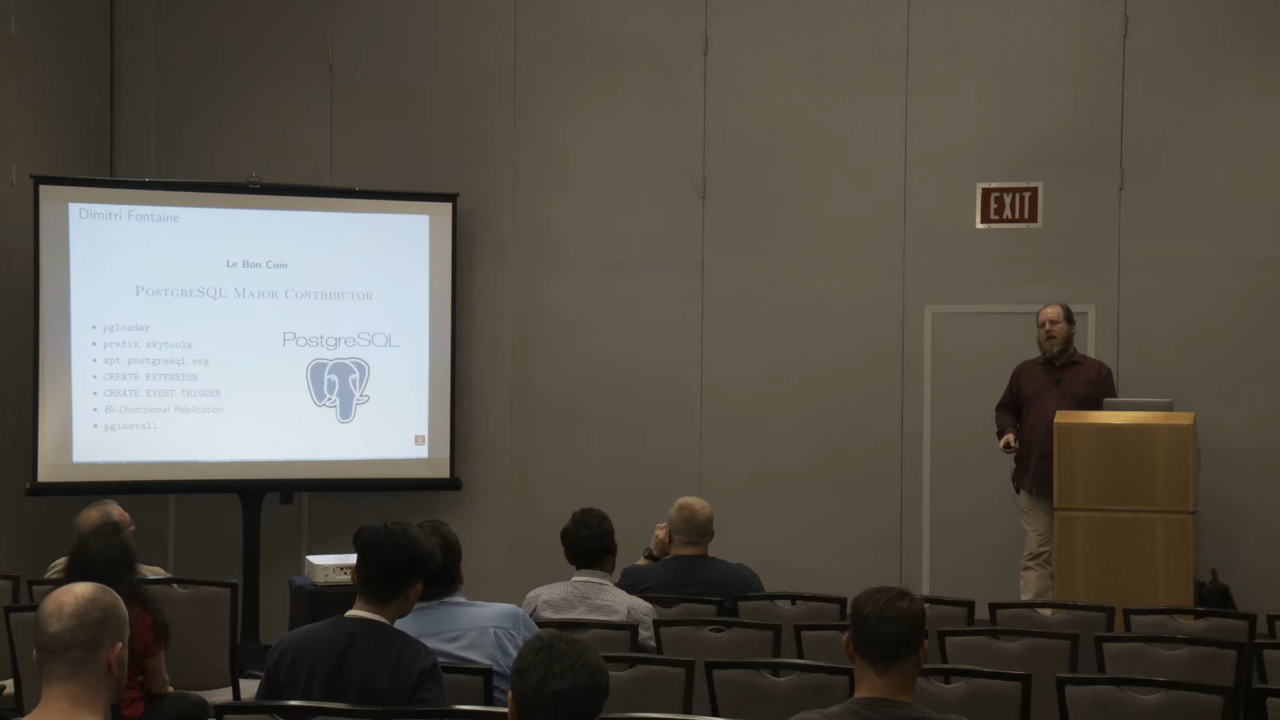 Dimitri Fontaine
Le Bon Coin
PostgreSQL Major Contributor
• pgloader
• prefix, skytools
• apt.postgresql.org
• CREATE EXTENSION
• CREATE EVENT TRIGGER
• Bi-Directional Réplication
• pginstall
PostgreSQL
EXIT